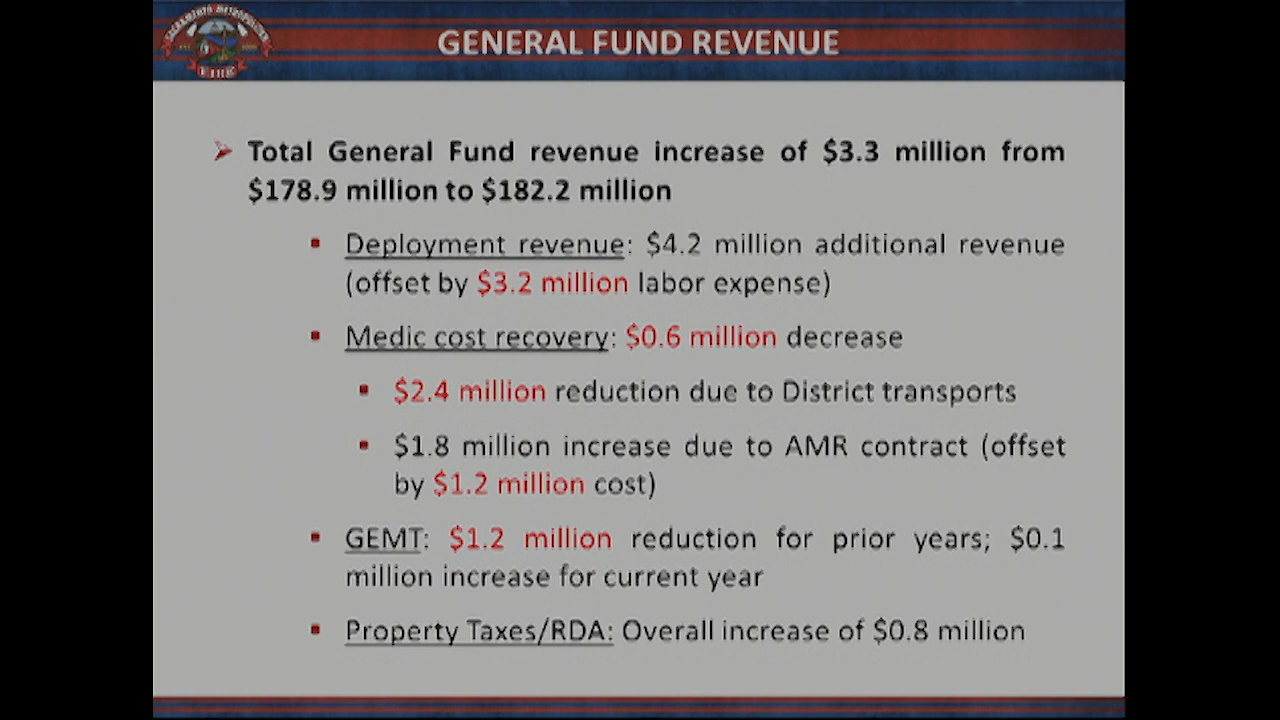 SACRAMENTO METROPOLITAN
FIRE
GENERAL FUND REVENUE
Total General Fund revenue increase of $3.3 million from
$178.9 million to $182.2 million
Deployment revenue: $4.2 million additional revenue
(offset by $3.2 million labor expense)
Medic cost recovery: $0.6 million decrease
$2.4 million reduction due to District transports
$1.8 million increase due to AMR contract (offset
by $1.2 million cost)
GEMT: $1.2 million reduction for prior years; $0.1
million increase for current year
Property Taxes/RDA: Overall increase of $0.8 million